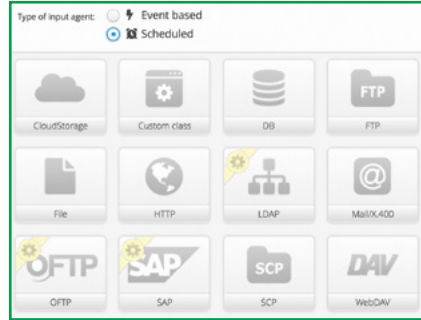 Type of input agent: Event based
Scheduled
CloudStorage Custom class DB FTP
FTP
File HTTP LDAP Mail/X.400
@
OFTP SAP SCP DAV
OFTP SAP SCP WebDAV